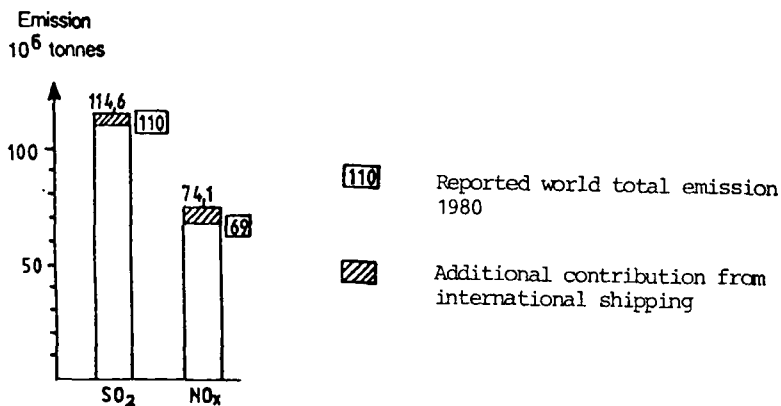 Emission
10⁶ tonnes
114,6
110
100
74,1
69
50
SO₂ NOₓ
110 Reported world total emission
1980
Additional contribution from
international shipping